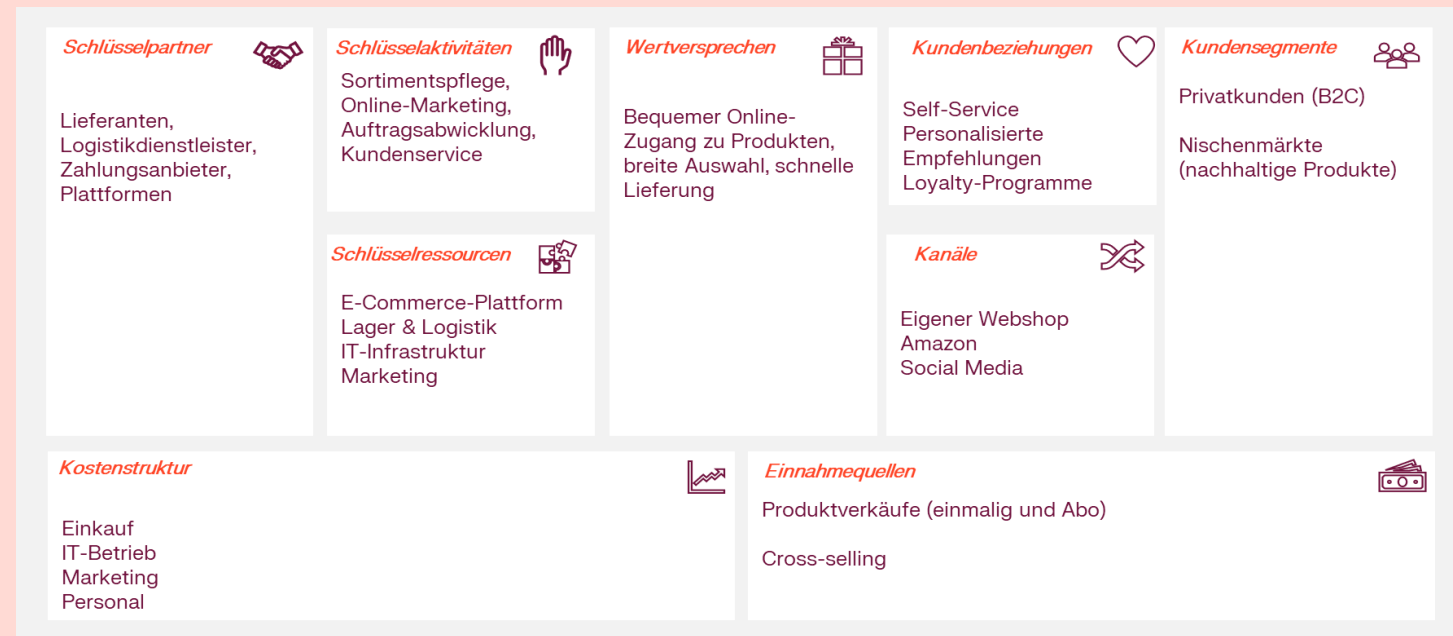 Schlüsselpartner
Lieferanten,
Logistikdienstleister,
Zahlungsanbieter,
Plattformen
Schlüsselaktivitäten
Sortimentspflege,
Online-Marketing,
Auftragsabwicklung,
Kundenservice
Schlüsselressourcen
E-Commerce-Plattform
Lager & Logistik
IT-Infrastruktur
Marketing
Wertversprechen
Bequemer Online-
Zugang zu Produkten,
breite Auswahl, schnelle
Lieferung
Kundenbeziehungen
Self-Service
Personalisierte
Empfehlungen
Loyalty-Programme
Kanäle
Eigener Webshop
Amazon
Social Media
Kundensegmente
Privatkunden (B2C)
Nischenmärkte
(nachhaltige Produkte)
Kostenstruktur
Einkauf
IT-Betrieb
Marketing
Personal
Einnahmequellen
Produktverkäufe (einmalig und Abo)
Cross-selling